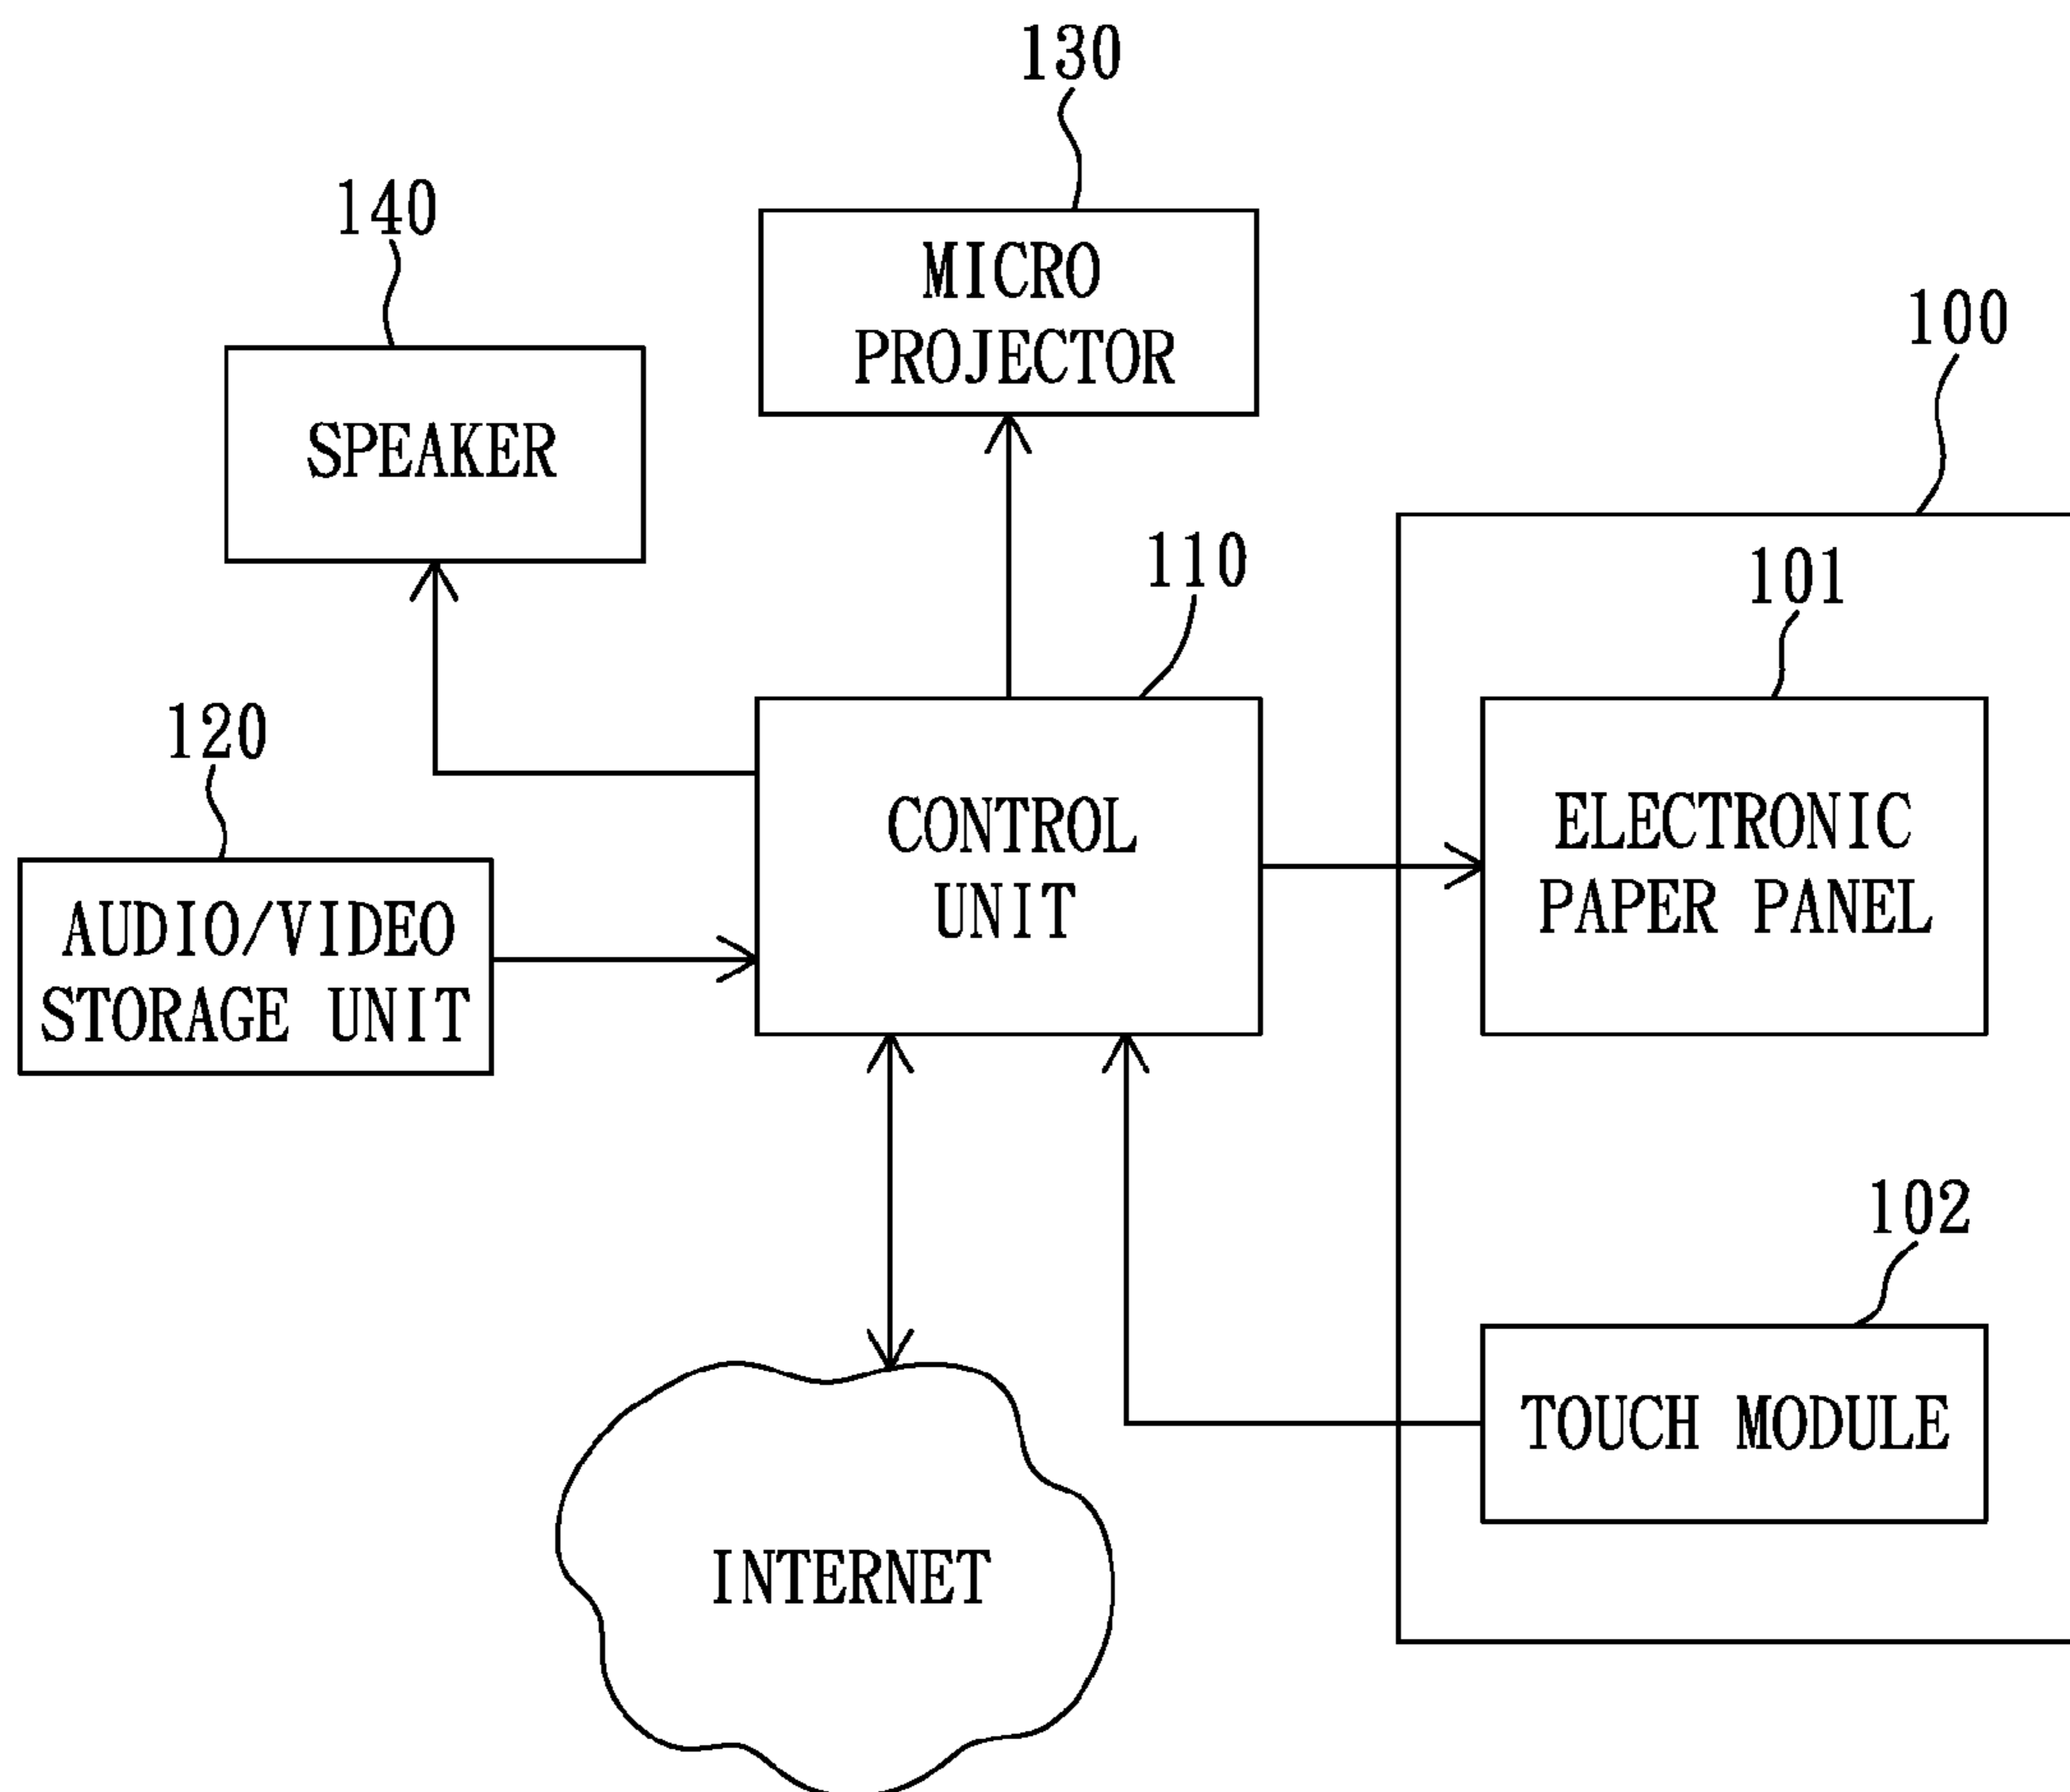 130
140
MICRO
PROJECTOR
100
SPEAKER
110
101
120
CONTROL
UNIT
ELECTRONIC
PAPER PANEL
AUDIO/VIDEO
STORAGE UNIT
102
TOUCH MODULE
INTERNET